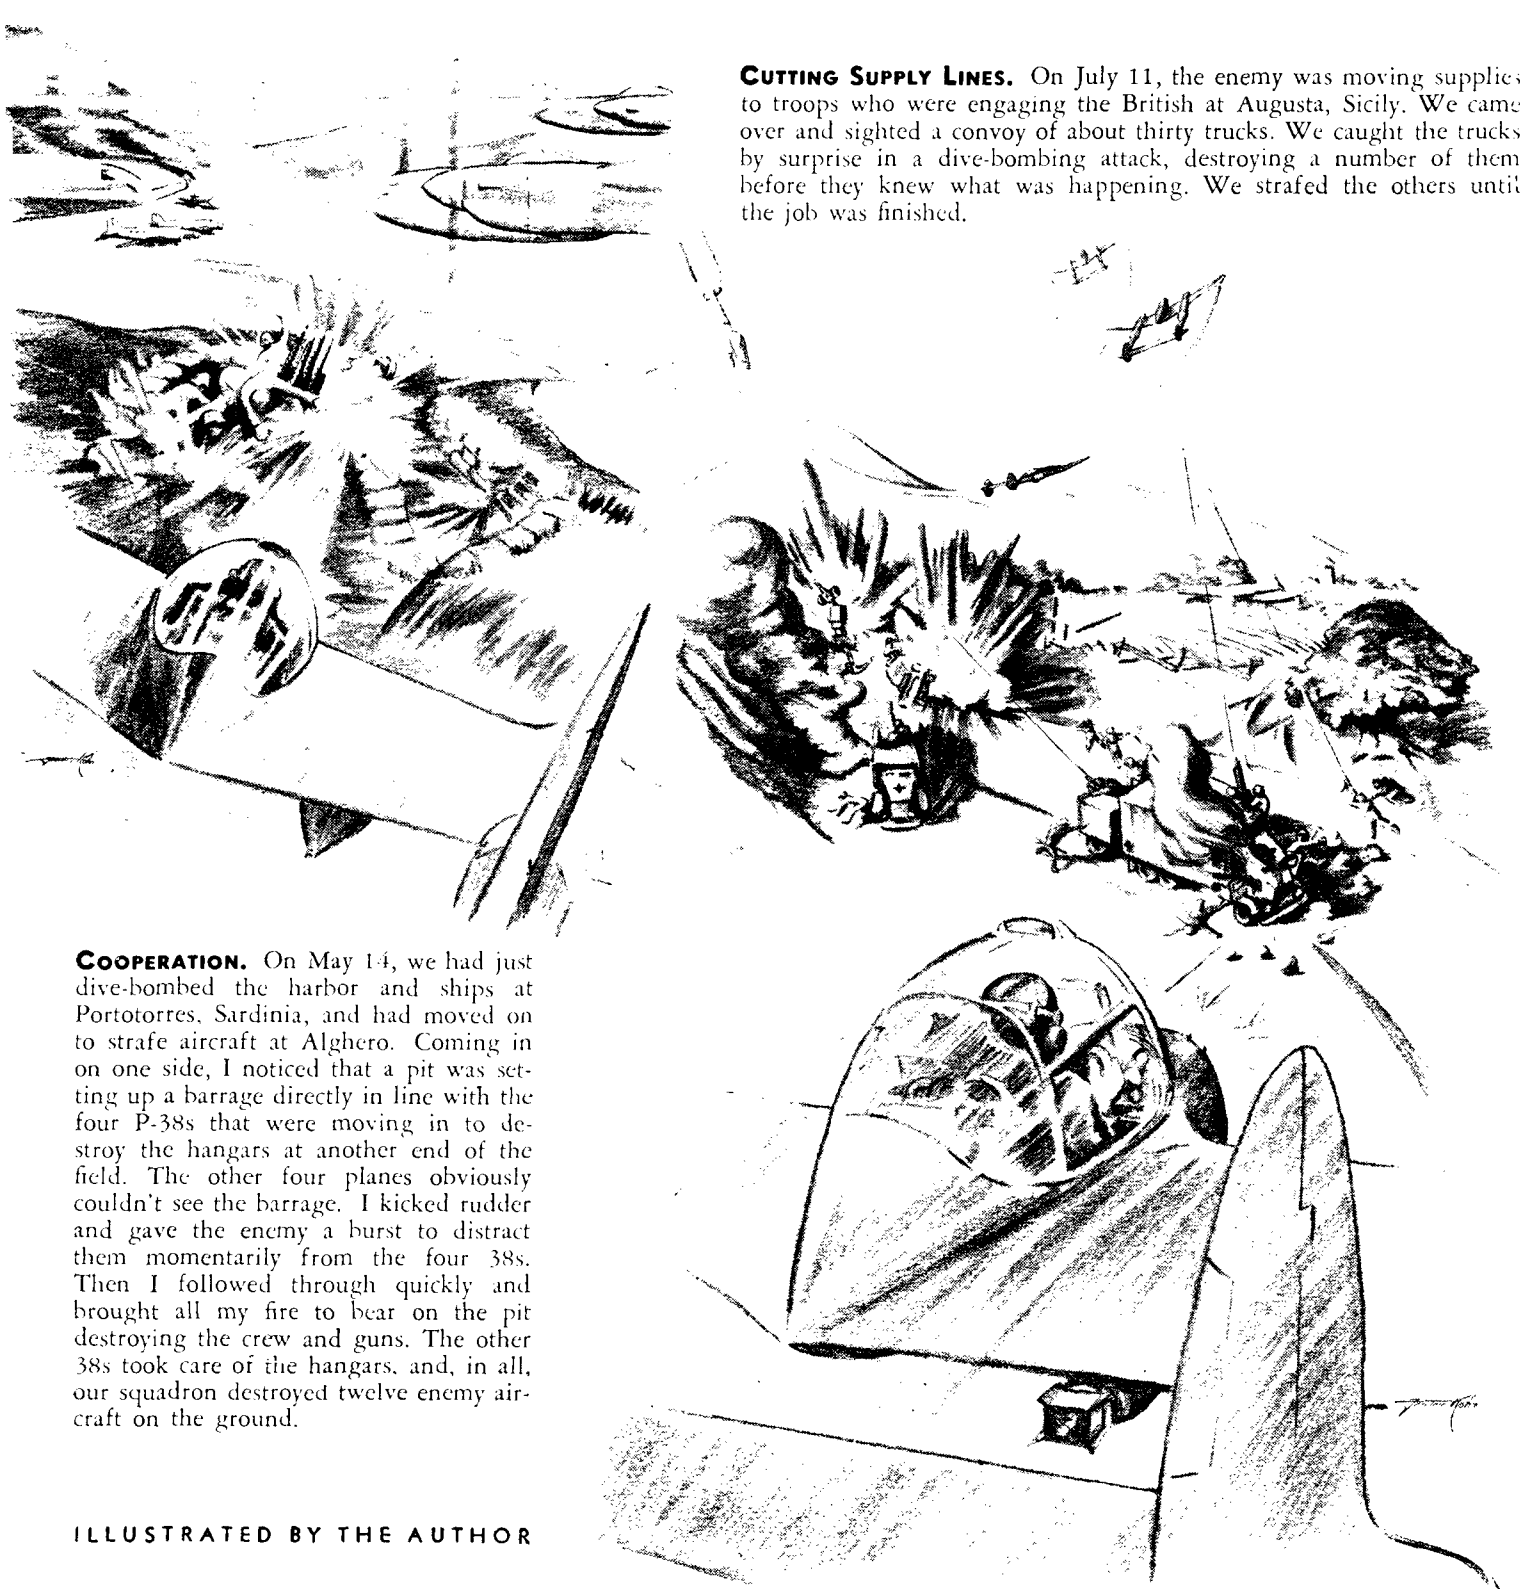 CUTTING SUPPLY LINES. On July 11, the enemy was moving supplies
to troops who were engaging the British at Augusta, Sicily. We came
over and sighted a convoy of about thirty trucks. We caught the trucks
by surprise in a dive-bombing attack, destroying a number of them
before they knew what was happening. We strafed the others until
the job was finished.
COOPERATION. On May 14, we had just
dive-bombed the harbor and ships at
Portotorres, Sardinia, and had moved on
to strafe aircraft at Alghero. Coming in
on one side, I noticed that a pit was set-
ting up a barrage directly in line with the
four P-38s that were moving in to de-
stroy the hangars at another end of the
field. The other four planes obviously
couldn't see the barrage. I kicked rudder
and gave the enemy a burst to distract
them momentarily from the four 38s.
Then I followed through quickly and
brought all my fire to bear on the pit
destroying the crew and guns. The other
38s took care of the hangars, and, in all,
our squadron destroyed twelve enemy air-
craft on the ground.
ILLUSTRATED BY THE AUTHOR